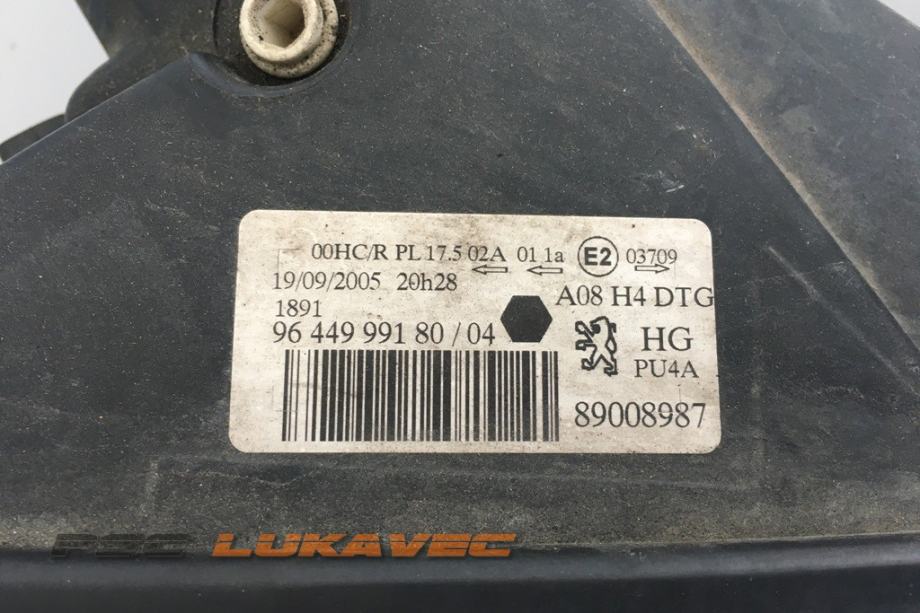 00HC/R PL 17.5 02A 01 1a E2 03709
19/09/2005 20h28
A08 H4 DTG
1891
96 449 991 80 / 04
HG
PU4A
89008987
PSC LUKAVEC